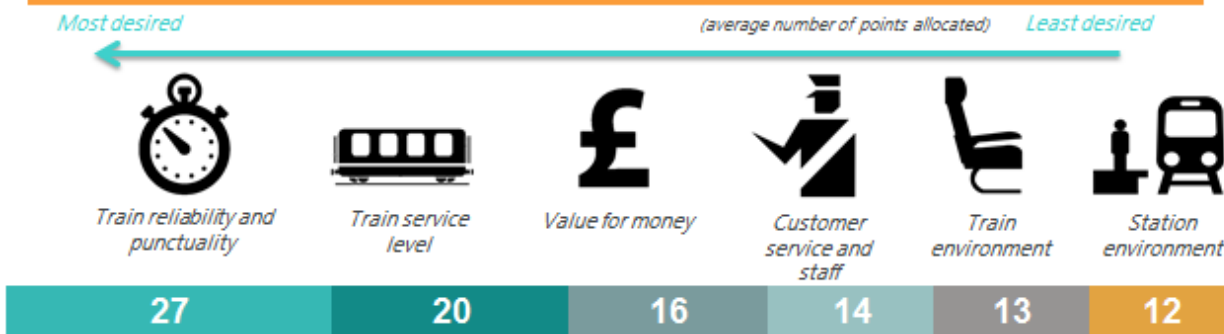 Most desired
(average number of points allocated)
Least desired
£
Train reliability and
punctuality
Train service
level
Value for money
Customer
service and
staff
Train
environment
Station
environment
27
20
16
14
13
12